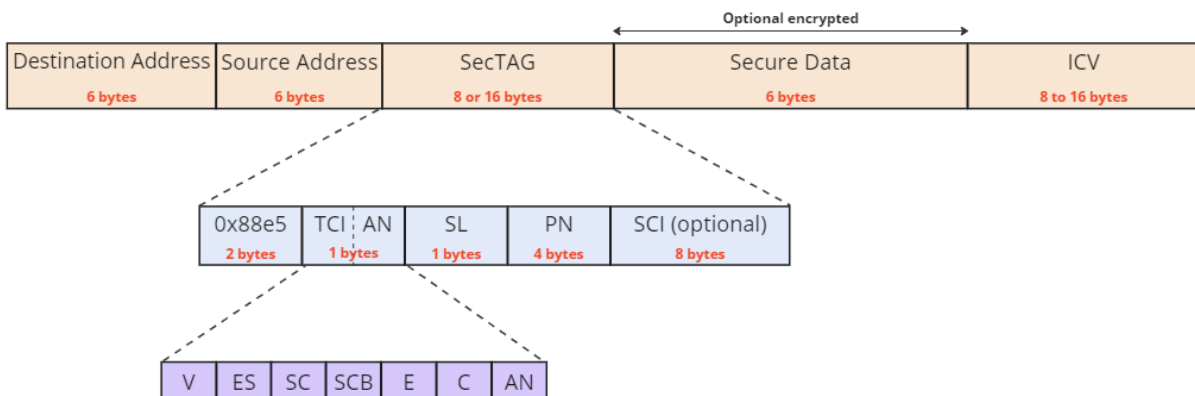 Optional encrypted
Destination Address Source Address SecTAG Secure Data ICV
6 bytes 6 bytes 8 or 16 bytes 6 bytes 8 to 16 bytes
0x88e5 TCI AN SL PN SCI (optional)
2 bytes 1 bytes 1 bytes 4 bytes 8 bytes
V ES SC SCB E C AN